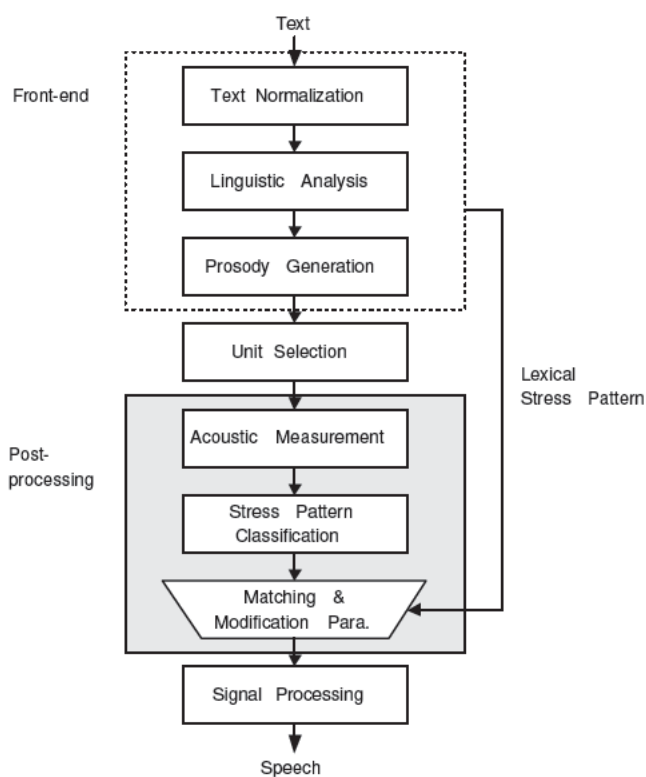 Text
Front-end
Text Normalization
Linguistic Analysis
Prosody Generation
Unit Selection
Lexical
Stress Pattern
Post-
processing
Acoustic Measurement
Stress Pattern
Classification
Matching &
Modification Para.
Signal Processing
Speech